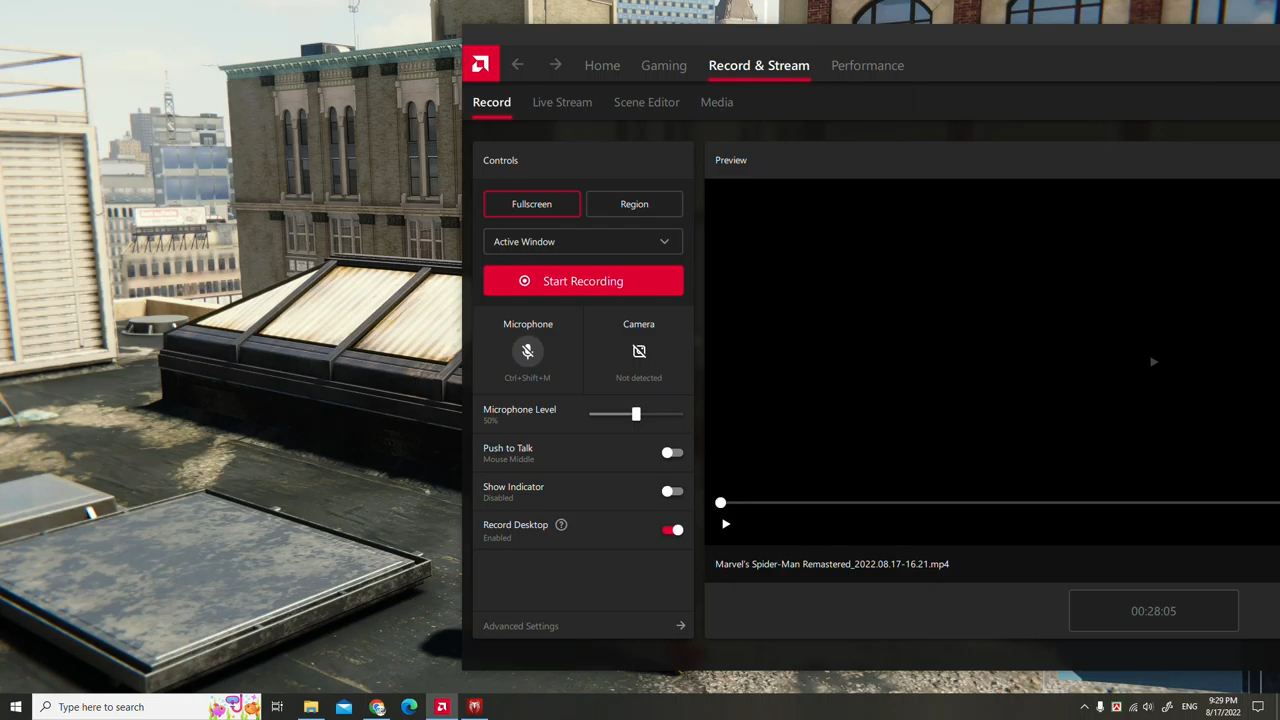 Home
Gaming
Record & Stream
Performance
Record
Live Stream
Scene Editor
Media
Controls
Preview
Fullscreen
Region
Active Window
Start Recording
Microphone
Camera
Ctrl+Shift+M
Not detected
Microphone Level
50%
Push to Talk
Mouse Middle
Show Indicator
Disabled
Record Desktop ?
Enabled
Marvel's Spider-Man Remastered_2022.08.17-16.21.mp4
00:28:05
Advanced Settings
Type here to search
ENG
9:29 PM
8/17/2022